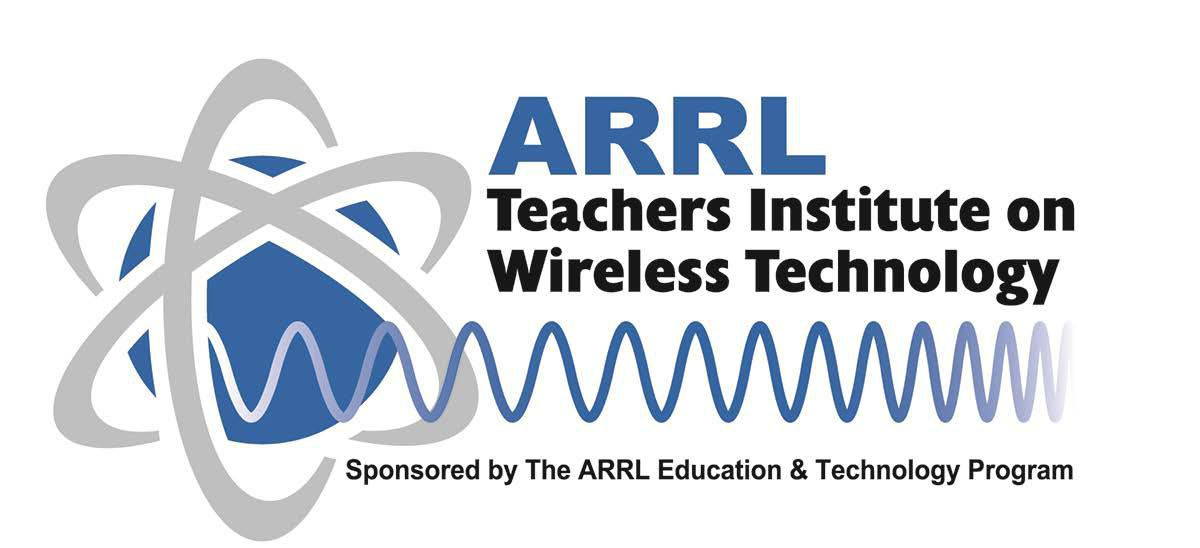 ARRL
Teachers Institute on
Wireless Technology
Sponsored by The ARRL Education & Technology Program